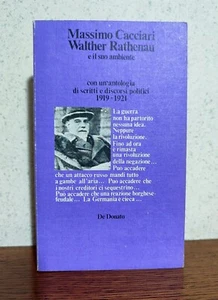 Massimo Cacciari
Walther Rathenau
e il suo ambiente
con un'antologia
di scritti e discorsi politici
1919-1921
La guerra
non ha partorito
nessuna idea.
Neppure
la rivoluzione.
Fino ad ora
è rimasta
una rivoluzione
della negazione...
Può accadere
che un attacco russo mandi tutto
a gambe all'aria... Può accadere che
i nostri creditori ci sequestrino...
Può accadere che una reazione borghese-
feudale... La Germania è cieca...
De Donato